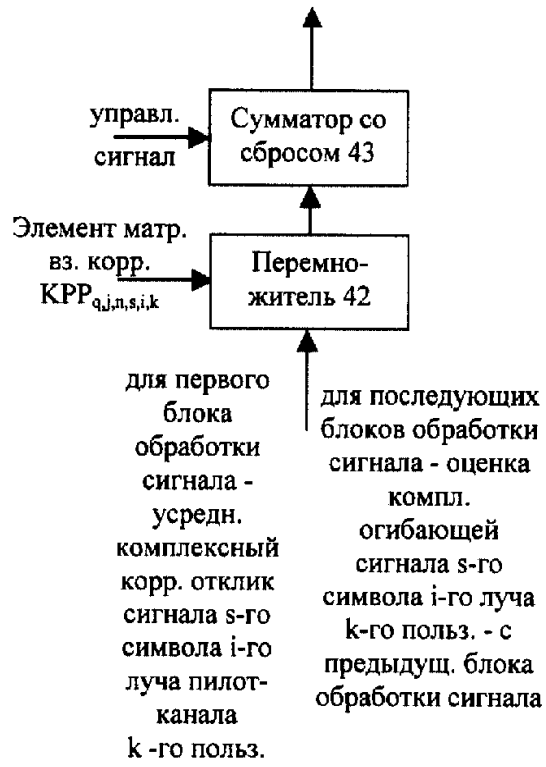 управл.
сигнал
Сумматор со
сбросом 43
Элемент матр.
вз. корр.
KPPq,j,n,s,i,k
Перемно-
житель 42
для первого
блока
обработки
сигнала -
усредн.
комплексный
корр. отклик
сигнала s-го
символа i-го
луча пилот-
канала
k -го польз.
для последующих
блоков обработки
сигнала - оценка
компл.
огибающей
сигнала s-го
символа i-го луча
k-го польз. - с
предыдущ. блока
обработки сигнала